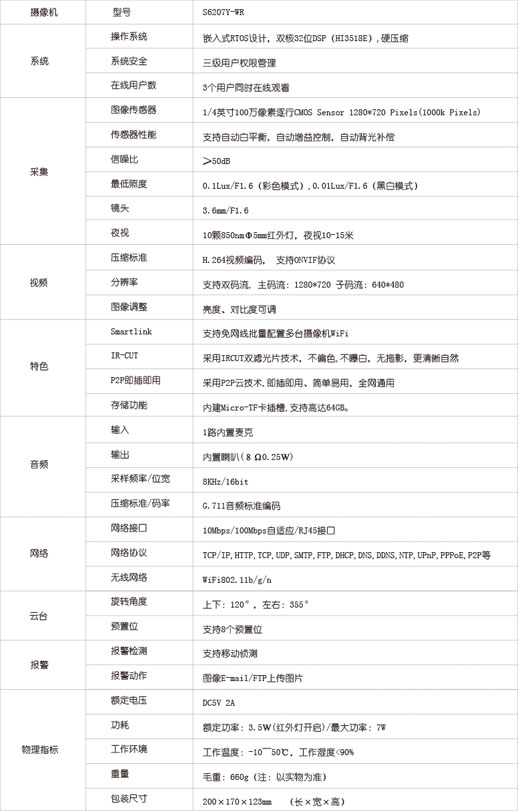 摄像机 型号 S6207Y-WR
系统 操作系统 嵌入式RTOS设计, 双核32位DSP (HI3518E),硬压缩
系统安全 三级用户权限管理
在线用户数 3个用户同时在线观看
采集 图像传感器 1/4英寸100万像素逐行CMOS Sensor 1280*720 Pixels(1000k Pixels)
传感器性能 支持自动白平衡, 自动增益控制, 自动背光补偿
信噪比 ≥50dB
最低照度 0.1Lux/F1.6 (彩色模式),0.01Lux/F1.6 (黑白模式)
镜头 3.6mm/F1.6
夜视 10颗850nmΦ5mm红外灯, 夜视10-15米
视频 压缩标准 H.264视频编码, 支持ONVIF协议
分辨率 支持双码流, 主码流: 1280*720 子码流: 640*480
图像调整 亮度、对比度可调
特色 Smartlink 支持免网线批量配置多台摄像机WiFi
IR-CUT 采用IRCUT双滤光片技术, 不偏色,不曝白, 无拖影, 更清晰自然
P2P即插即用 采用P2P云技术,即插即用、简单易用, 全网通用
存储功能 内建Micro-TF卡插槽,支持高达64GB。
音频 输入 1路内置麦克
输出 内置喇叭(8 Ω0.25W)
采样频率/位宽 8KHz/16bit
压缩标准/码率 G.711音频标准编码
网络 网络接口 10Mbps/100Mbps自适应/RJ45接口
网络协议 TCP/IP,HTTP,TCP,UDP,SMTP,FTP,DHCP,DNS,DDNS,NTP,UPnP,PPPoE,P2P等
无线网络 WiFi802.11b/g/n
云台 旋转角度 上下: 120°, 左右: 355°
预置位 支持8个预置位
报警 报警检测 支持移动侦测
报警动作 图像E-mail/FTP上传图片
物理指标 额定电压 DC5V 2A
功耗 额定功率: 3.5W(红外灯开启)/最大功率: 7W
工作环境 工作温度: -10~50℃, 工作湿度<90%
重量 毛重: 660g (注: 以实物为准)
包装尺寸 200×170×123mm (长×宽×高)